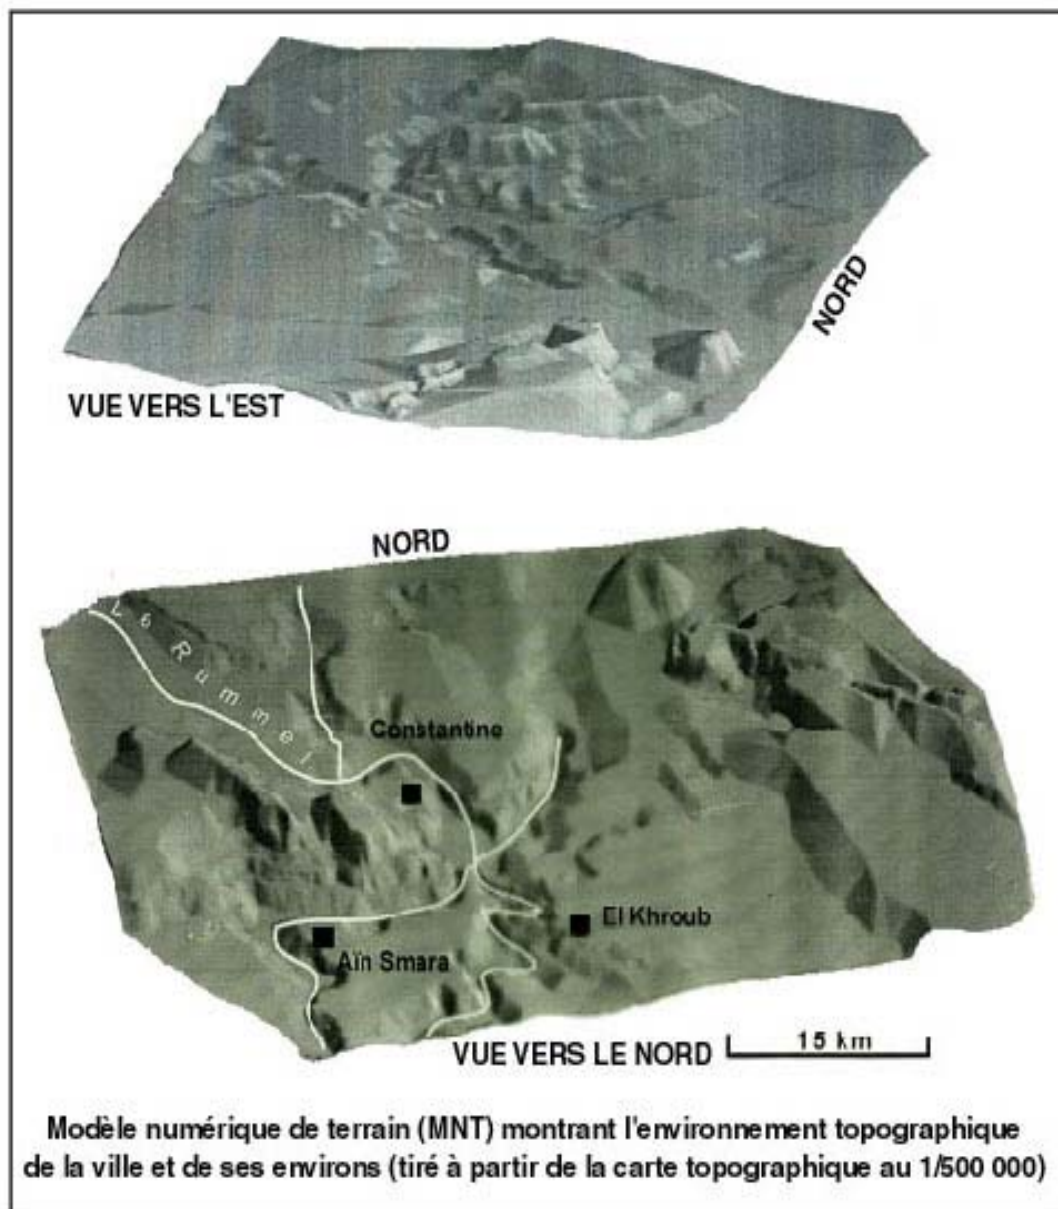 NORD
VUE VERS L'EST
NORD
Le Rummel
Constantine
El Khroub
Aïn Smara
VUE VERS LE NORD
15 km
Modèle numérique de terrain (MNT) montrant l'environnement topographique
de la ville et de ses environs (tiré à partir de la carte topographique au 1/500 000)